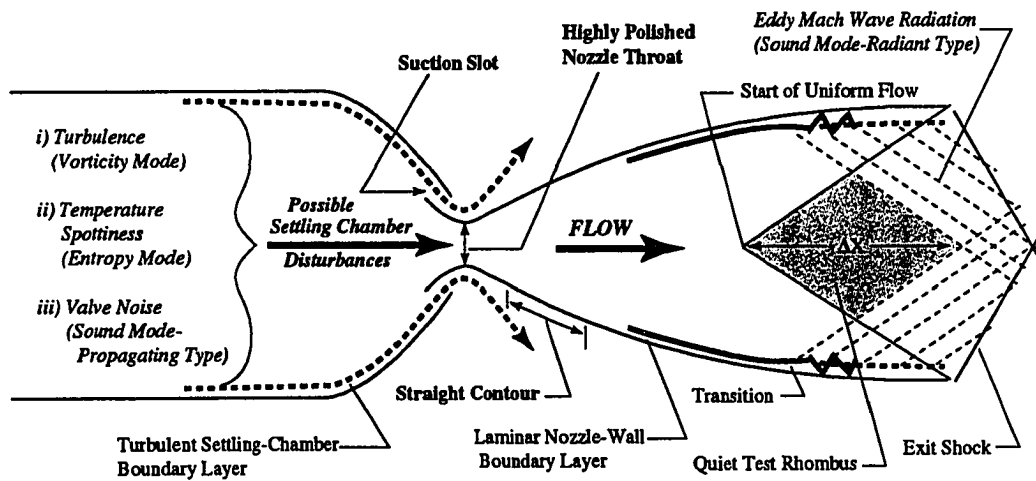 Eddy Mach Wave Radiation
(Sound Mode-Radiant Type)
Highly Polished
Nozzle Throat
Suction Slot
Start of Uniform Flow
i) Turbulence
(Vorticity Mode)
ii) Temperature
Spottiness
(Entropy Mode)
iii) Valve Noise
(Sound Mode-
Propagating Type)
Possible
Settling Chamber
Disturbances
FLOW
ΔX
Straight Contour
Transition
Turbulent Settling-Chamber
Boundary Layer
Laminar Nozzle-Wall
Boundary Layer
Quiet Test Rhombus
Exit Shock